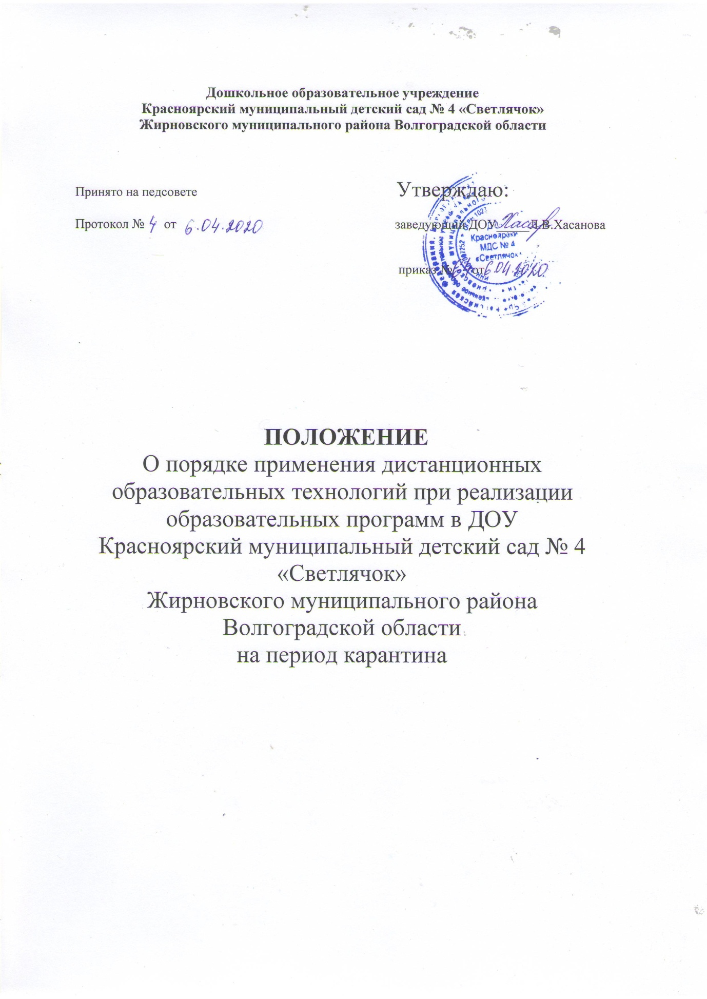 Дошкольное образовательное учреждение
Красноярский муниципальный детский сад № 4 «Светлячок»
Жирновского муниципального района Волгоградской области
Принято на педсовете
Утверждаю:
Протокол № 4 от 6.04.2020
заведующий ДОУ Хасан Д.В.Хасанова
Красноярский
МДС № 4
«Светлячок»
приказ № от 6.04.2020.
ПОЛОЖЕНИЕ
О порядке применения дистанционных
образовательных технологий при реализации
образовательных программ в ДОУ
Красноярский муниципальный детский сад № 4
«Светлячок»
Жирновского муниципального района
Волгоградской области
на период карантина